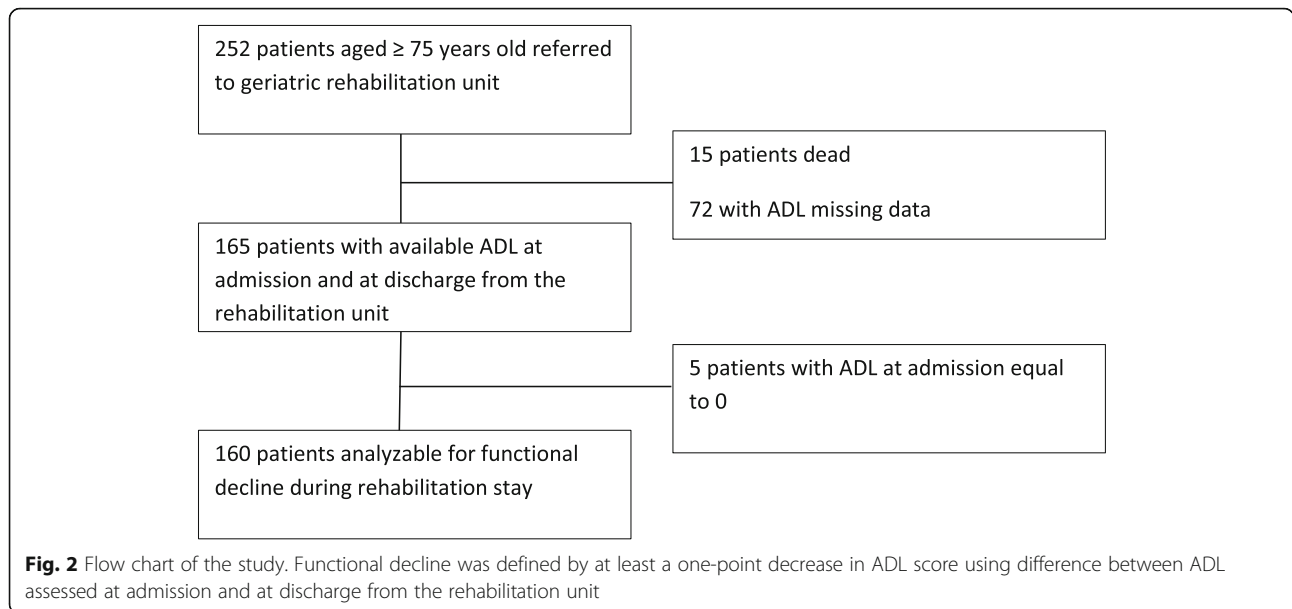 252 patients aged ≥ 75 years old referred
to geriatric rehabilitation unit
15 patients dead
72 with ADL missing data
165 patients with available ADL at
admission and at discharge from the
rehabilitation unit
5 patients with ADL at admission equal
to 0
160 patients analyzable for functional
decline during rehabilitation stay
Fig. 2 Flow chart of the study. Functional decline was defined by at least a one-point decrease in ADL score using difference between ADL
assessed at admission and at discharge from the rehabilitation unit